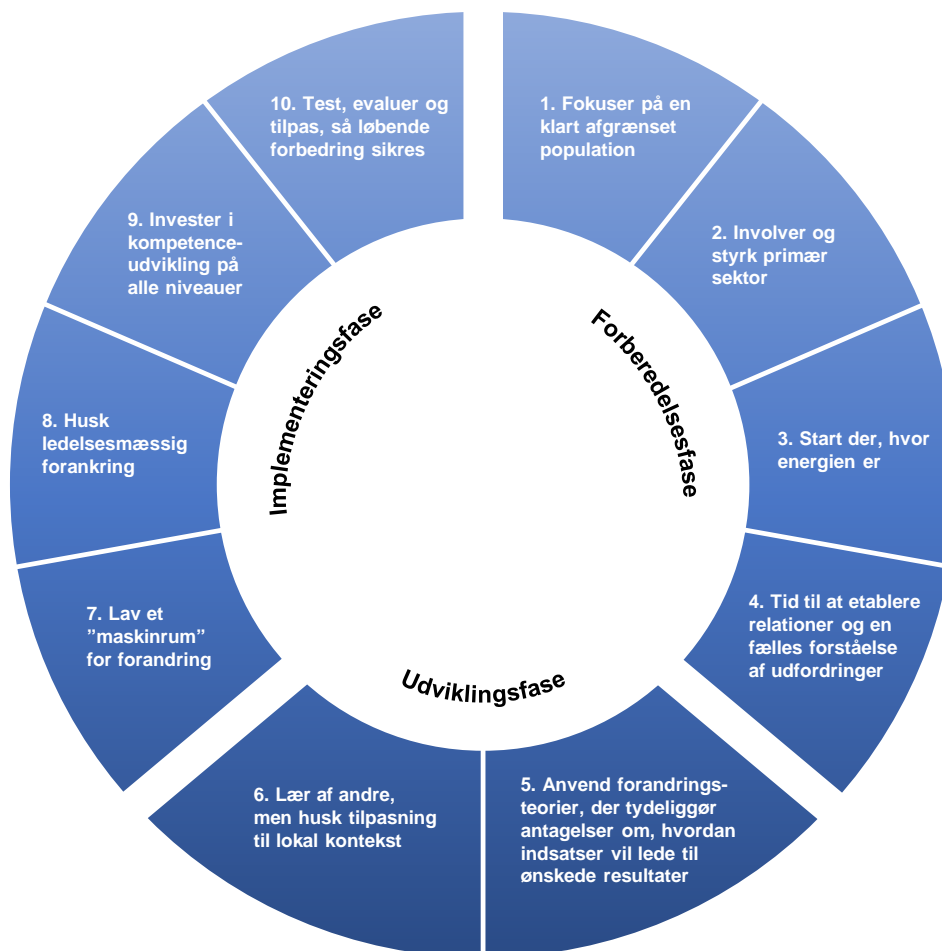 1. Fokuser på en
klart afgrænset
population
2. Involver og
styrk primær
sektor
3. Start der, hvor
energien er
4. Tid til at etablere
relationer og en
fælles forståelse
af udfordringer
5. Anvend forandrings-
teorier, der tydeliggør
antagelser om, hvordan
indsatser vil lede til
ønskede resultater
6. Lær af andre,
men husk tilpasning
til lokal kontekst
7. Lav et
”maskinrum”
for forandring
8. Husk
ledelsesmæssig
forankring
9. Invester i
kompetence-
udvikling på
alle niveauer
10. Test, evaluer og
tilpas, så løbende
forbedring sikres
Forberedelsesfase
Udviklingsfase
Implementeringsfase